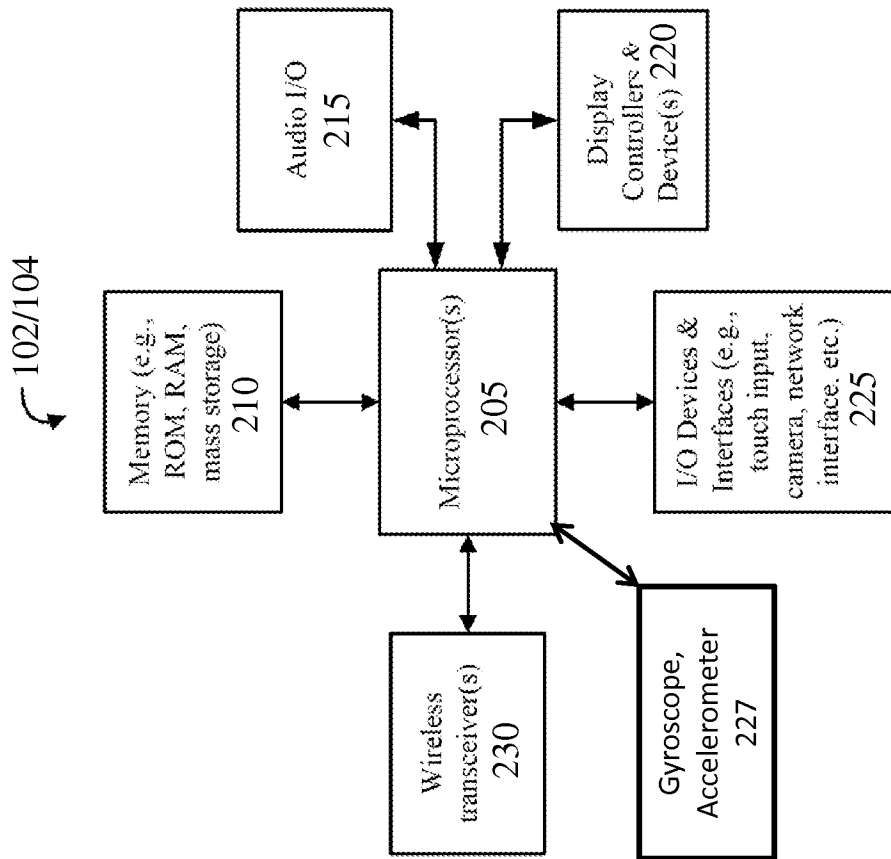 102/104
Memory (e.g.,
ROM, RAM,
mass storage)
210
Audio I/O
215
Wireless
transceiver(s)
230
Microprocessor(s)
205
Display
Controllers &
Device(s) 220
Gyroscope,
Accelerometer
227
I/O Devices &
Interfaces (e.g.,
touch input,
camera, network
interface. etc.)
225